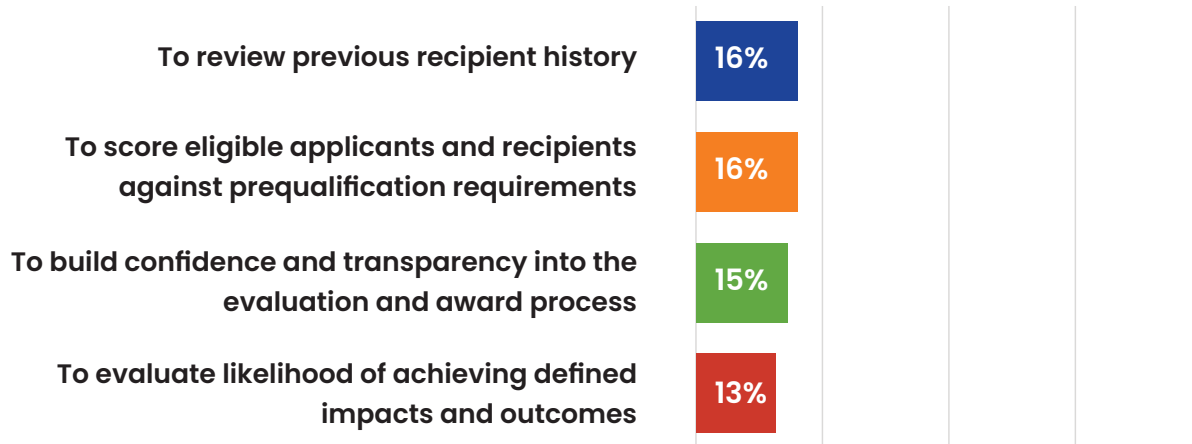 To review previous recipient history
16%
To score eligible applicants and recipients
against prequalification requirements
16%
To build confidence and transparency into the
evaluation and award process
15%
To evaluate likelihood of achieving defined
impacts and outcomes
13%